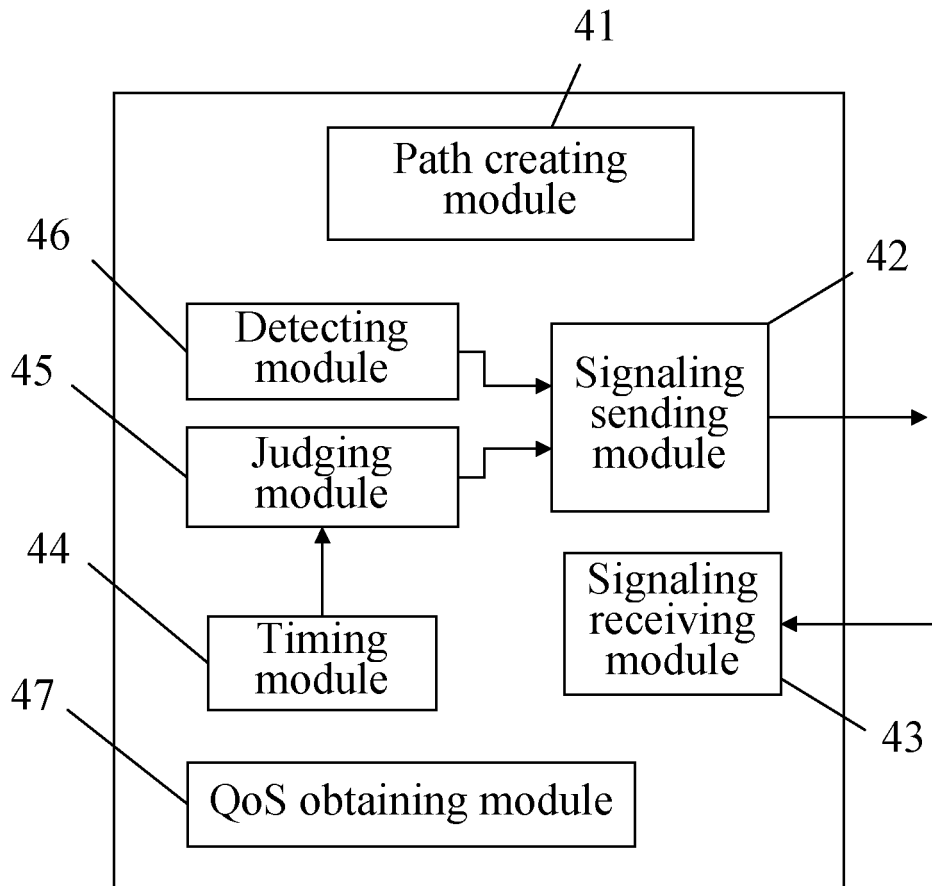 41
Path creating
module
46
42
Detecting
module
Signaling
sending
module
45
Judging
module
44
Signaling
receiving
module
Timing
module
47
43
QoS obtaining module